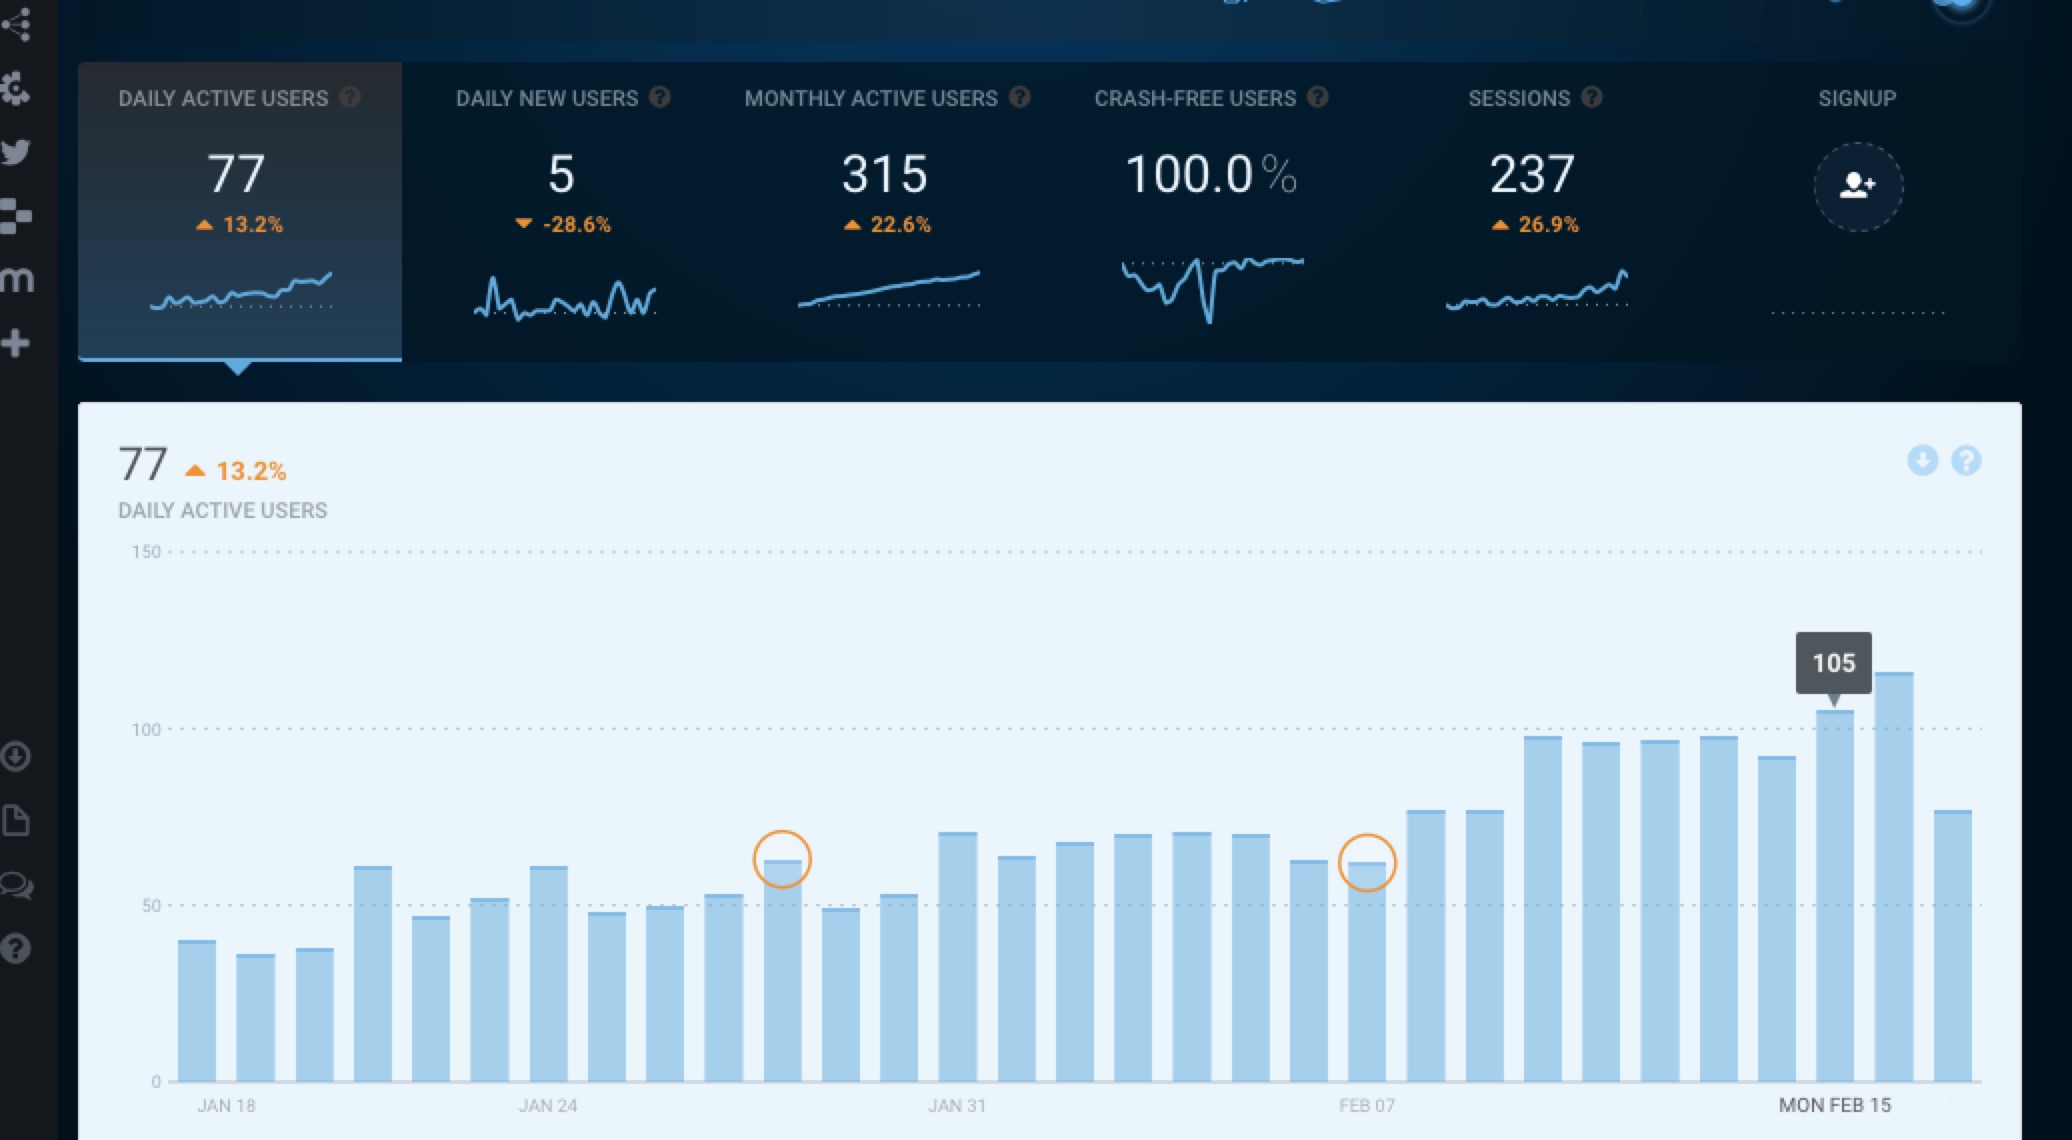 DAILY ACTIVE USERS
77
13.2%
DAILY NEW USERS
5
-28.6%
MONTHLY ACTIVE USERS
315
22.6%
CRASH-FREE USERS
100.0%
SESSIONS
237
26.9%
SIGNUP
77 13.2%
DAILY ACTIVE USERS
150
105
100
50
0
JAN 18 JAN 24 JAN 31 FEB 07 MON FEB 15